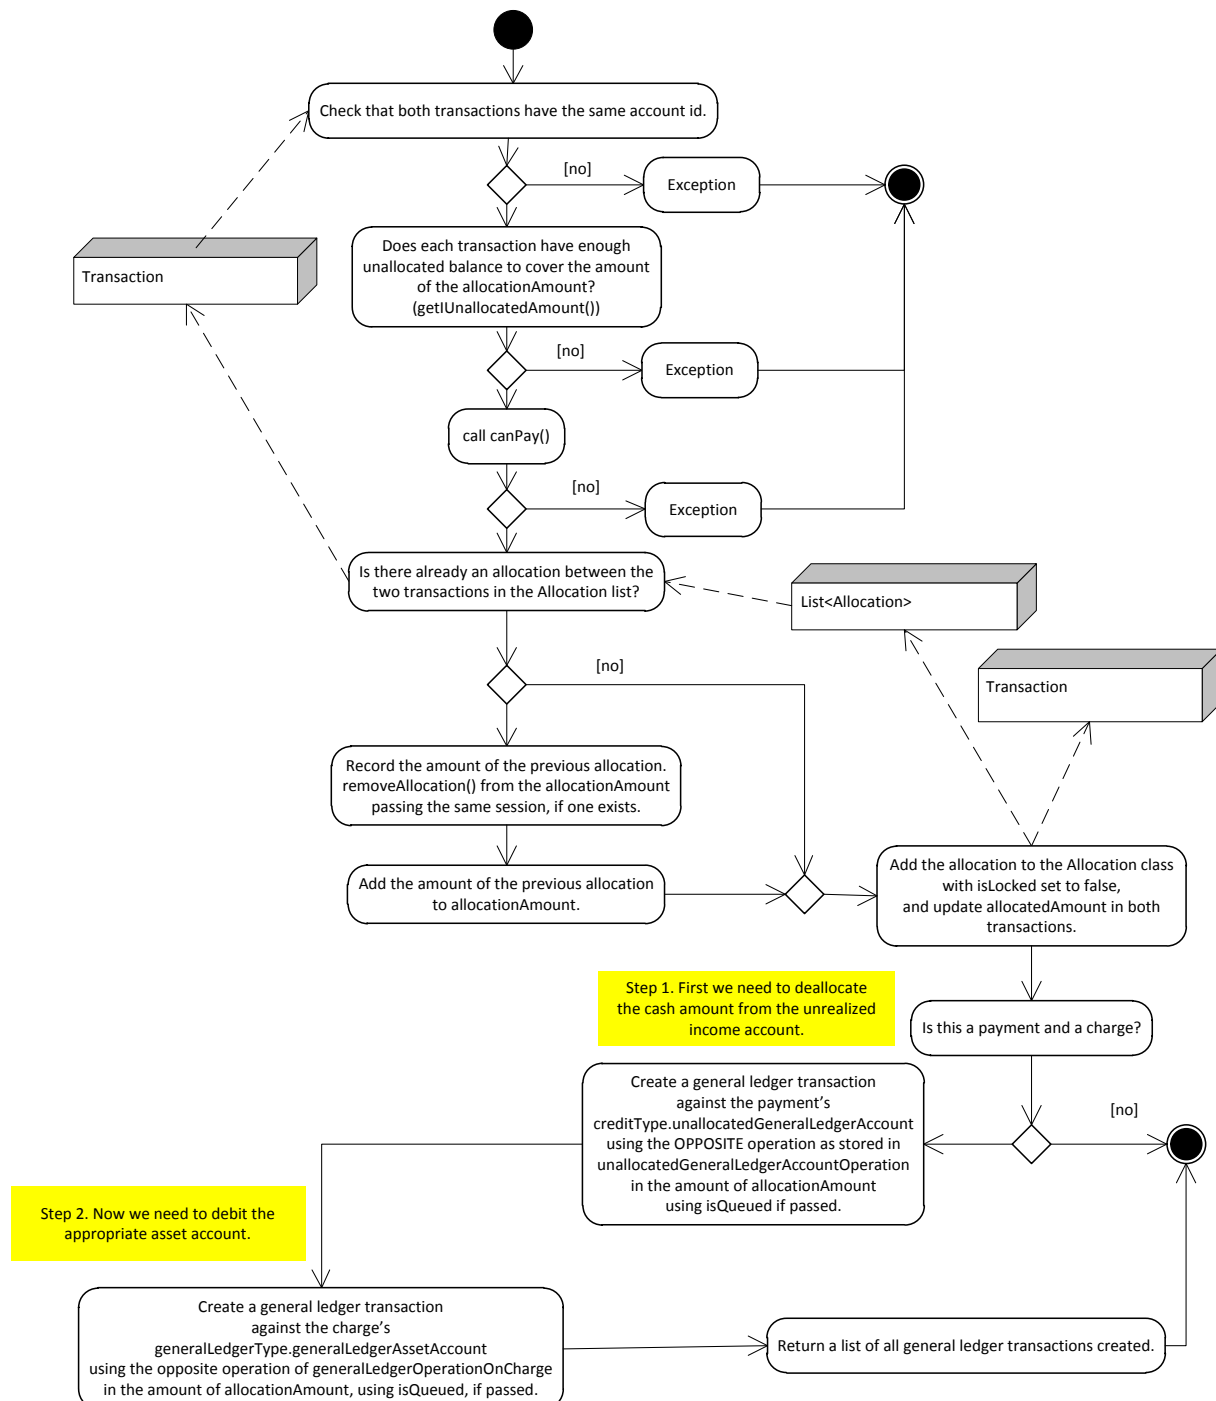 Check that both transactions have the same account id.
[no]
Exception
Does each transaction have enough
unallocated balance to cover the amount
of the allocationAmount?
(getIUnallocatedAmount())
Transaction
[no]
Exception
call canPay()
[no]
Exception
Is there already an allocation between the
two transactions in the Allocation list?
List<Allocation>
[no]
Transaction
Record the amount of the previous allocation.
removeAllocation() from the allocationAmount
passing the same session, if one exists.
Add the amount of the previous allocation
to allocationAmount.
Add the allocation to the Allocation class
with isLocked set to false,
and update allocatedAmount in both
transactions.
Step 1. First we need to deallocate
the cash amount from the unrealized
income account.
Is this a payment and a charge?
Create a general ledger transaction
against the payment’s
creditType.unallocatedGeneralLedgerAccount
using the OPPOSITE operation as stored in
unallocatedGeneralLedgerAccountOperation
in the amount of allocationAmount
using isQueued if passed.
[no]
Step 2. Now we need to debit the
appropriate asset account.
Create a general ledger transaction
against the charge’s
generalLedgerType.generalLedgerAssetAccount
using the opposite operation of generalLedgerOperationOnCharge
in the amount of allocationAmount, using isQueued, if passed.
Return a list of all general ledger transactions created.